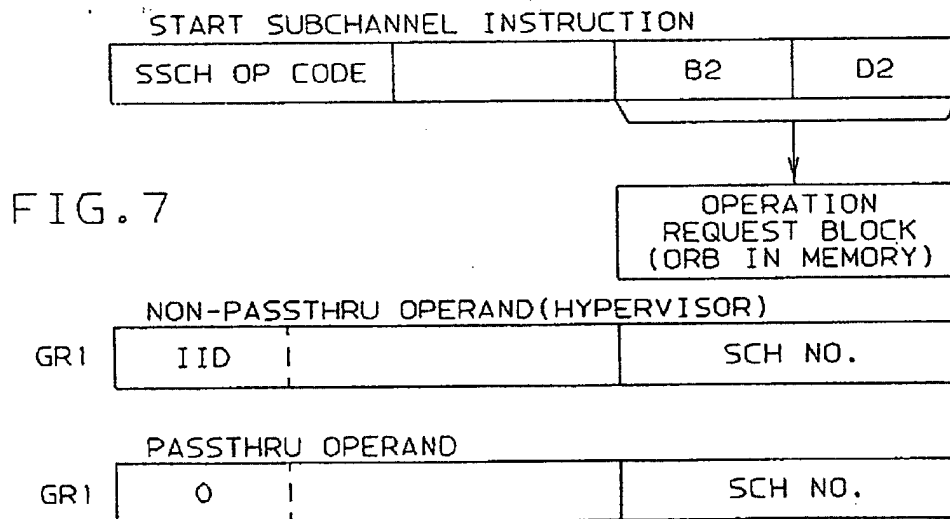 START SUBCHANNEL INSTRUCTION
SSCH OP CODE B2 D2
FIG.7
OPERATION
REQUEST BLOCK
(ORB IN MEMORY)
NON-PASSTHRU OPERAND(HYPERVISOR)
GR1 IID SCH NO.
PASSTHRU OPERAND
GR1 0 SCH NO.